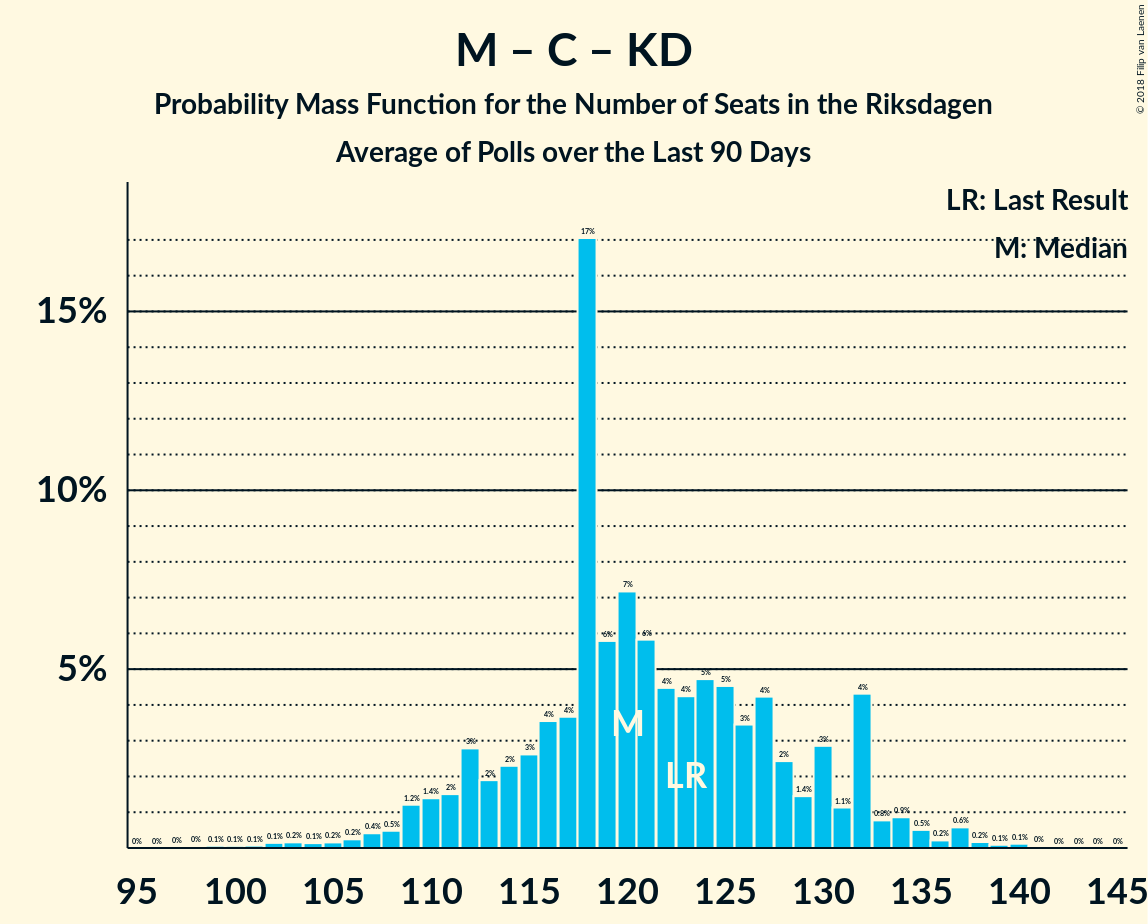 M – C – KD
Probability Mass Function for the Number of Seats in the Riksdagen
Average of Polls over the Last 90 Days
© 2018 Filip van Laenen
LR: Last Result
M: Median
15%
10%
5%
0% 0% 0% 0% 0.1% 0.1% 0.1% 0.1% 0.2% 0.1% 0.2% 0.2% 0.4% 0.5% 1.2% 1.4% 2% 3% 2% 2% 3% 4% 4% 17% 6% 7% 6% 4% 4% 5% 5% 3% 4% 2% 1.4% 3% 1.1% 4% 0.8% 0.9% 0.5% 0.2% 0.6% 0.2% 0.1% 0.1% 0% 0% 0% 0% 0%
M
LR
95 100 105 110 115 120 125 130 135 140 145